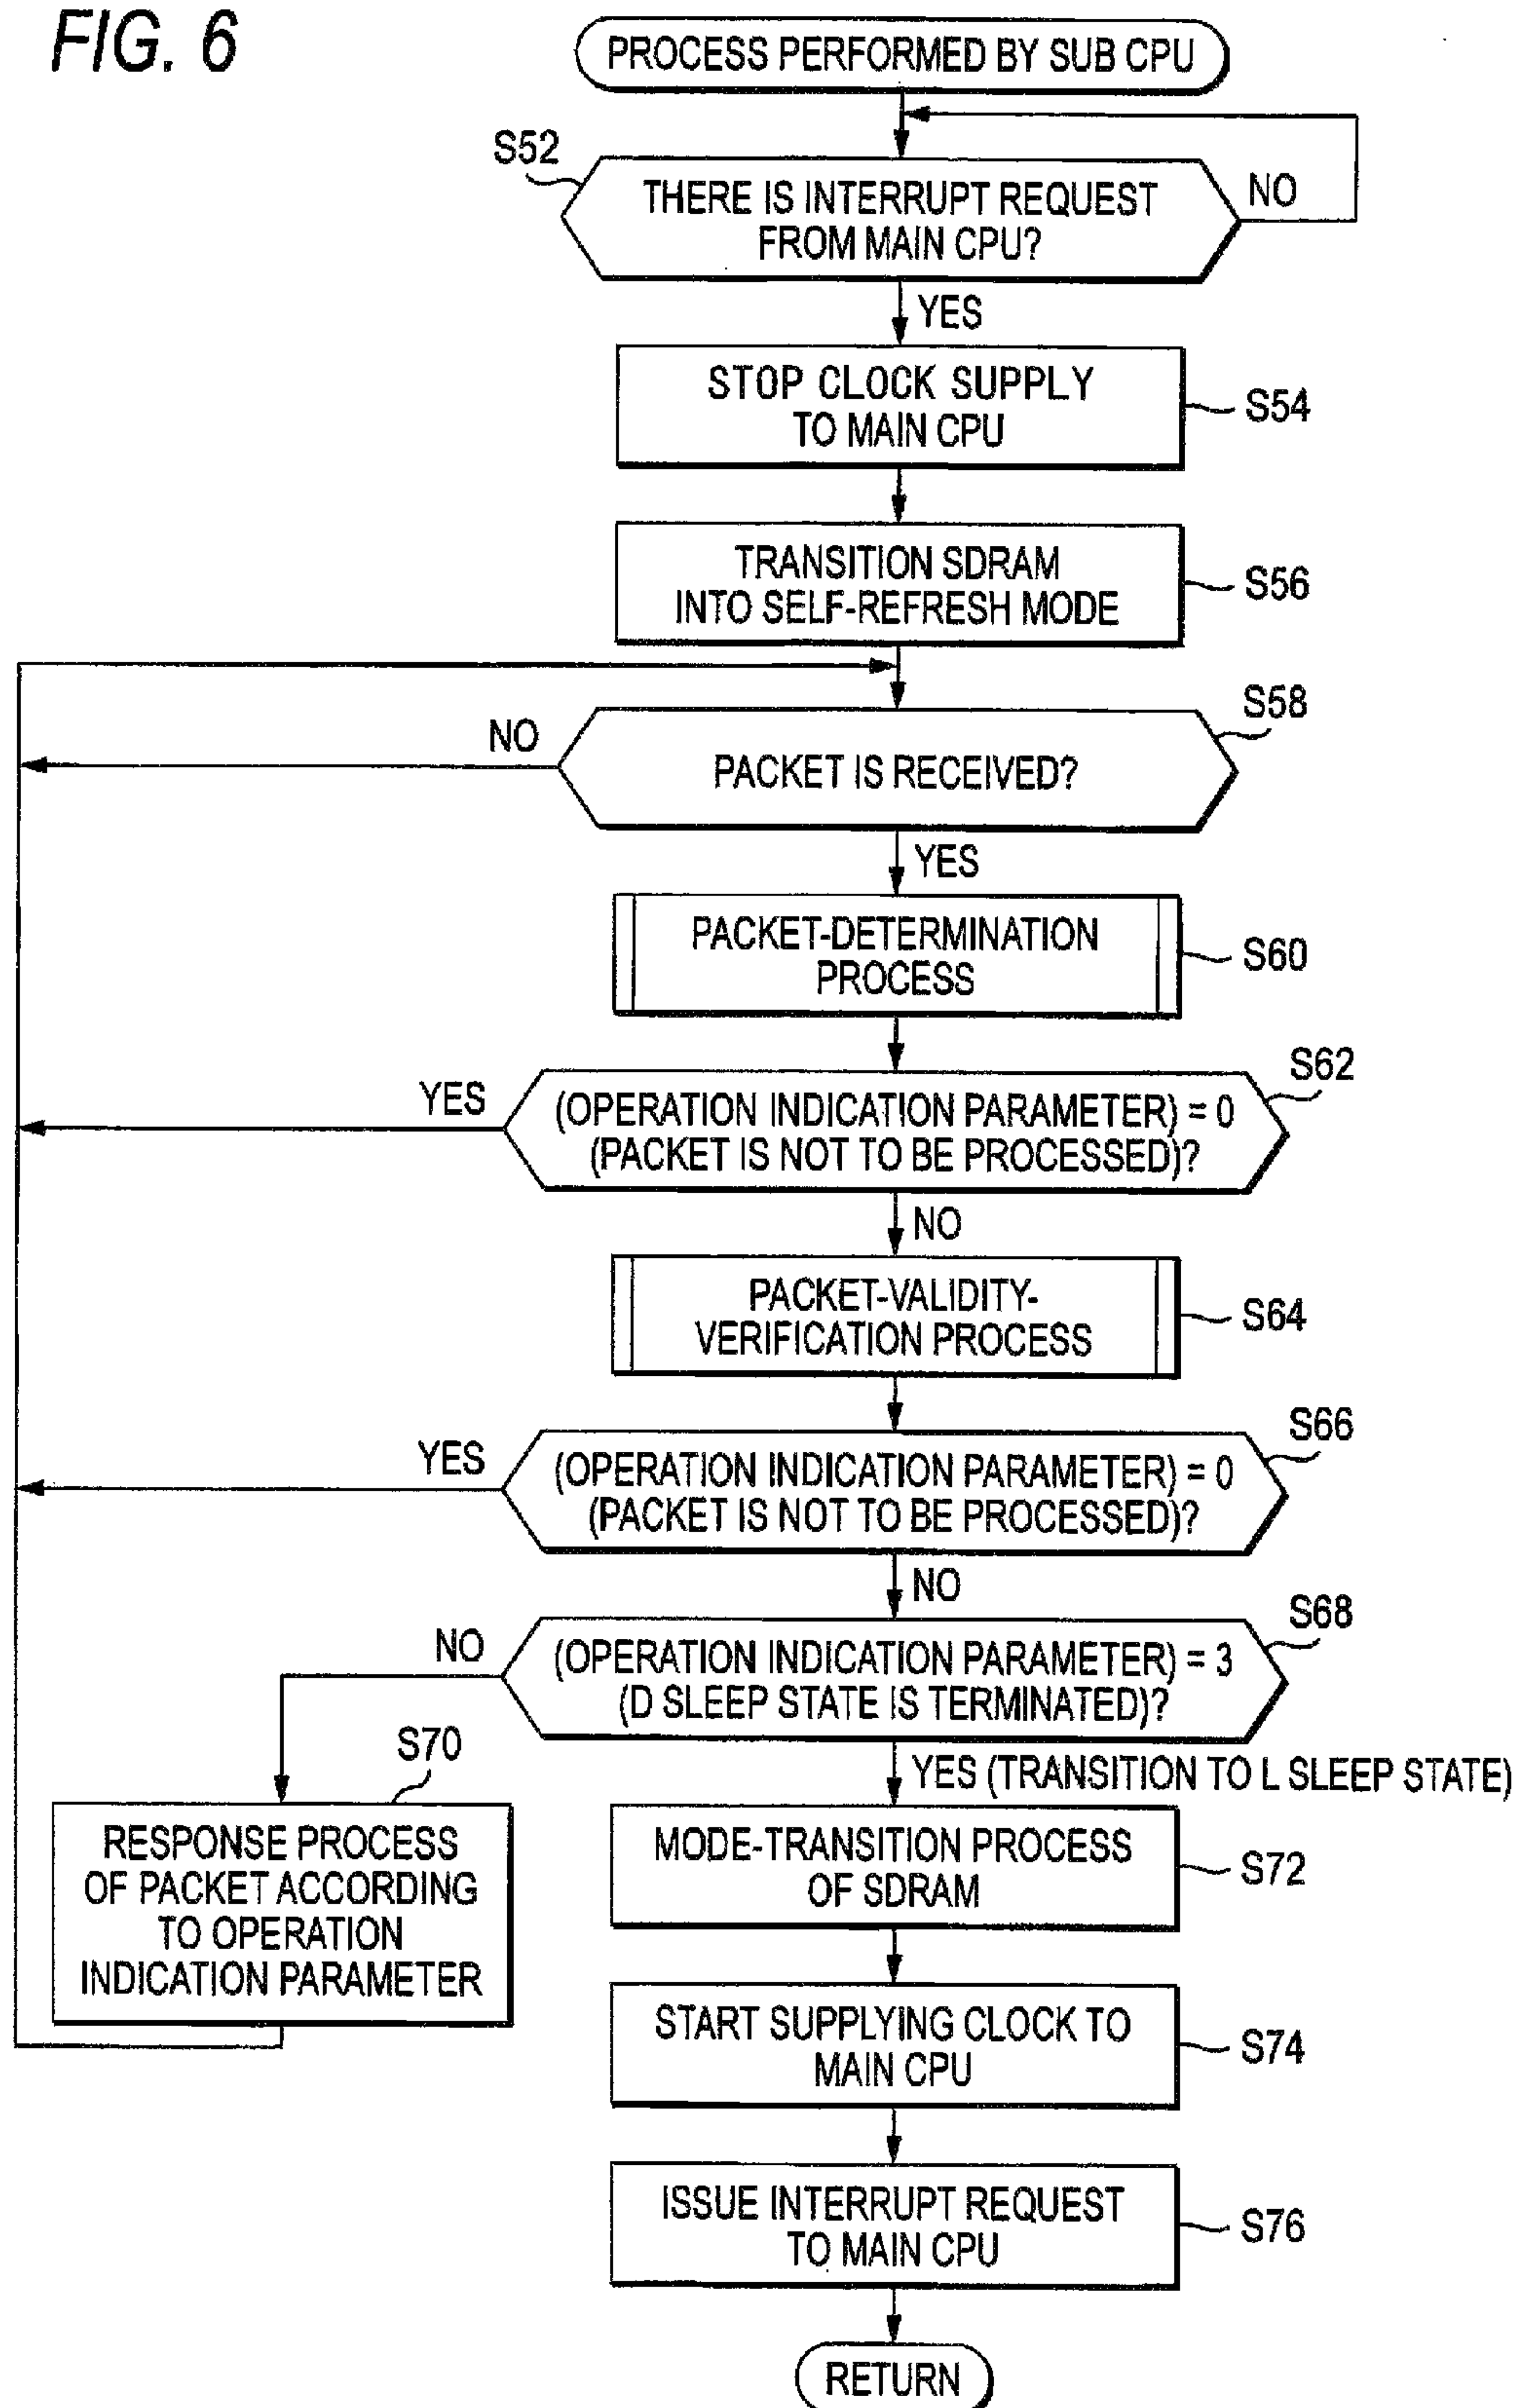 FIG. 6
PROCESS PERFORMED BY SUB CPU
S52
THERE IS INTERRUPT REQUEST
FROM MAIN CPU?
NO
YES
STOP CLOCK SUPPLY
TO MAIN CPU
S54
TRANSITION SDRAM
INTO SELF-REFRESH MODE
S56
S58
NO
PACKET IS RECEIVED?
YES
PACKET-DETERMINATION
PROCESS
S60
S62
YES
(OPERATION INDICATION PARAMETER) = 0
(PACKET IS NOT TO BE PROCESSED)?
NO
PACKET-VALIDITY-
VERIFICATION PROCESS
S64
S66
YES
(OPERATION INDICATION PARAMETER) = 0
(PACKET IS NOT TO BE PROCESSED)?
NO
S68
NO
(OPERATION INDICATION PARAMETER) = 3
(D SLEEP STATE IS TERMINATED)?
YES (TRANSITION TO L SLEEP STATE)
S70
RESPONSE PROCESS
OF PACKET ACCORDING
TO OPERATION
INDICATION PARAMETER
MODE-TRANSITION PROCESS
OF SDRAM
S72
START SUPPLYING CLOCK TO
MAIN CPU
S74
ISSUE INTERRUPT REQUEST
TO MAIN CPU
S76
RETURN